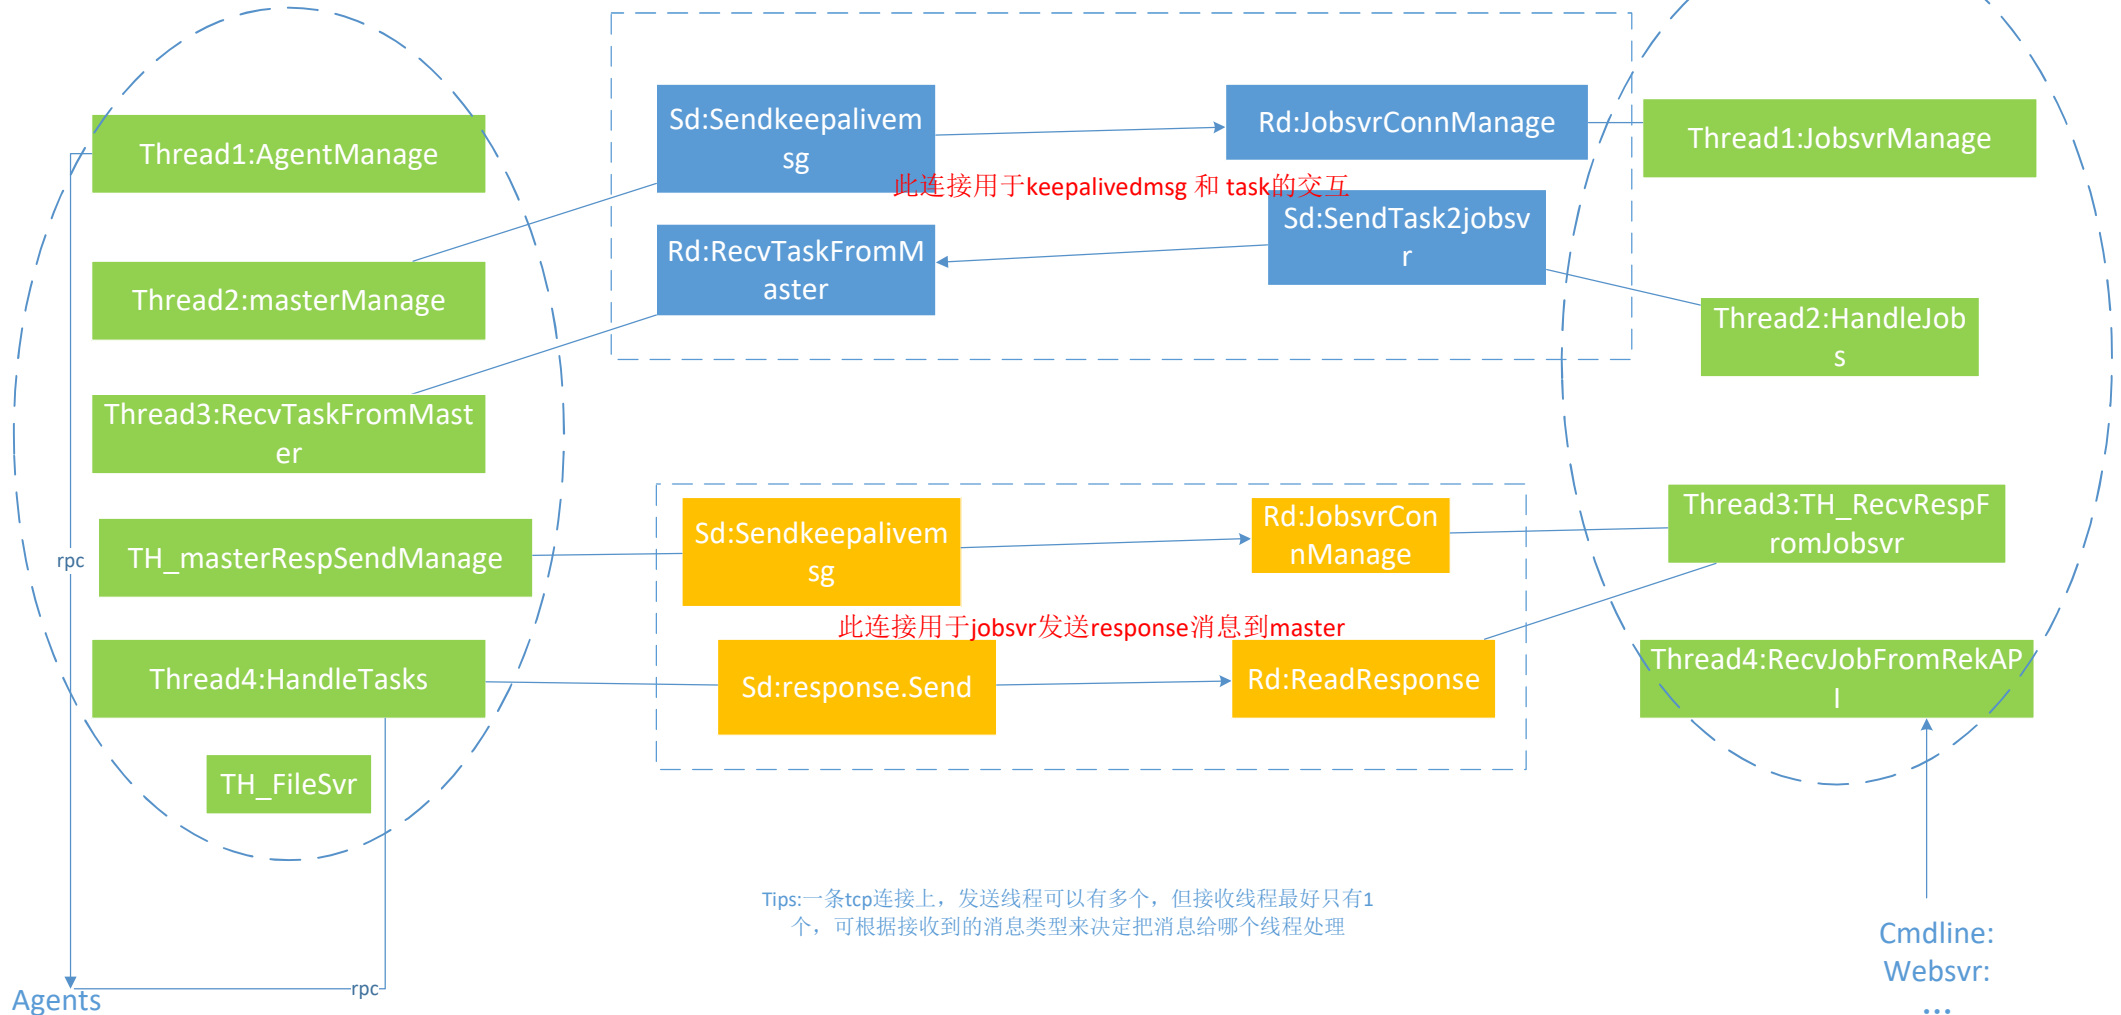 Thread1:AgentManage
Thread2:masterManage
Thread3:RecvTaskFromMast
er
TH_masterRespSendManage
Thread4:HandleTasks
TH_FileSvr
rpc
rpc
Agents
Sd:Sendkeepalivem
sg
Rd:JobsvrConnManage
此连接用于keepalivedmsg 和 task的交互
Rd:RecvTaskFromM
aster
Sd:SendTask2jobsv
r
Sd:Sendkeepalivem
sg
Rd:JobsvrCon
nManage
此连接用于jobsvr发送response消息到master
Sd:response.Send
Rd:ReadResponse
Tips:一条tcp连接上，发送线程可以有多个，但接收线程最好只有1
个，可根据接收到的消息类型来决定把消息给哪个线程处理
Thread1:JobsvrManage
Thread2:HandleJob
s
Thread3:TH_RecvRespF
romJobsvr
Thread4:RecvJobFromRekAP
I
Cmdline:
Websvr:
...